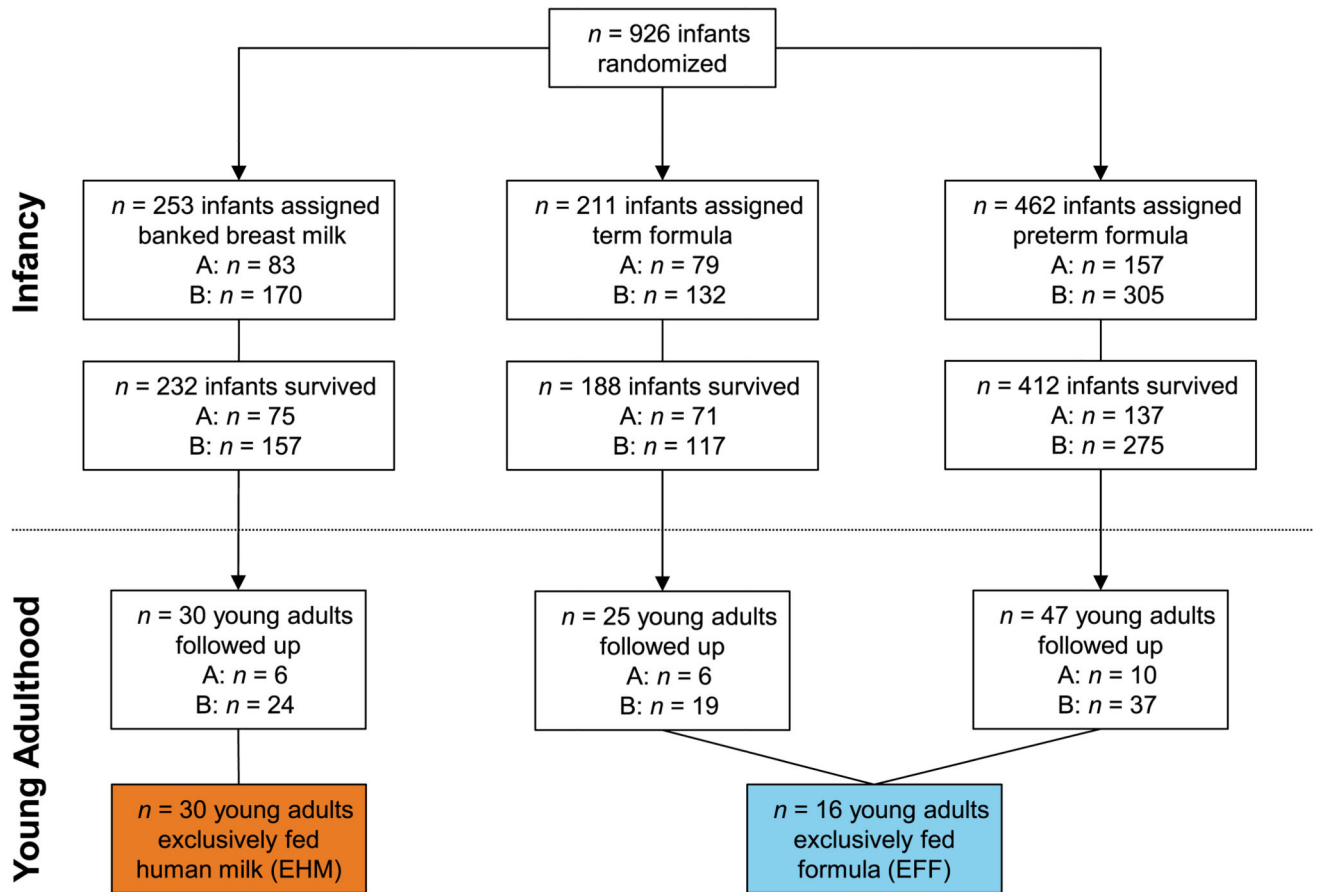 n = 926 infants
randomized
Infancy
n = 253 infants assigned
banked breast milk
A: n = 83
B: n = 170
n = 211 infants assigned
term formula
A: n = 79
B: n = 132
n = 462 infants assigned
preterm formula
A: n = 157
B: n = 305
n = 232 infants survived
A: n = 75
B: n = 157
n = 188 infants survived
A: n = 71
B: n = 117
n = 412 infants survived
A: n = 137
B: n = 275
Young Adulthood
n = 30 young adults
followed up
A: n = 6
B: n = 24
n = 25 young adults
followed up
A: n = 6
B: n = 19
n = 47 young adults
followed up
A: n = 10
B: n = 37
n = 30 young adults
exclusively fed
human milk (EHM)
n = 16 young adults
exclusively fed
formula (EFF)